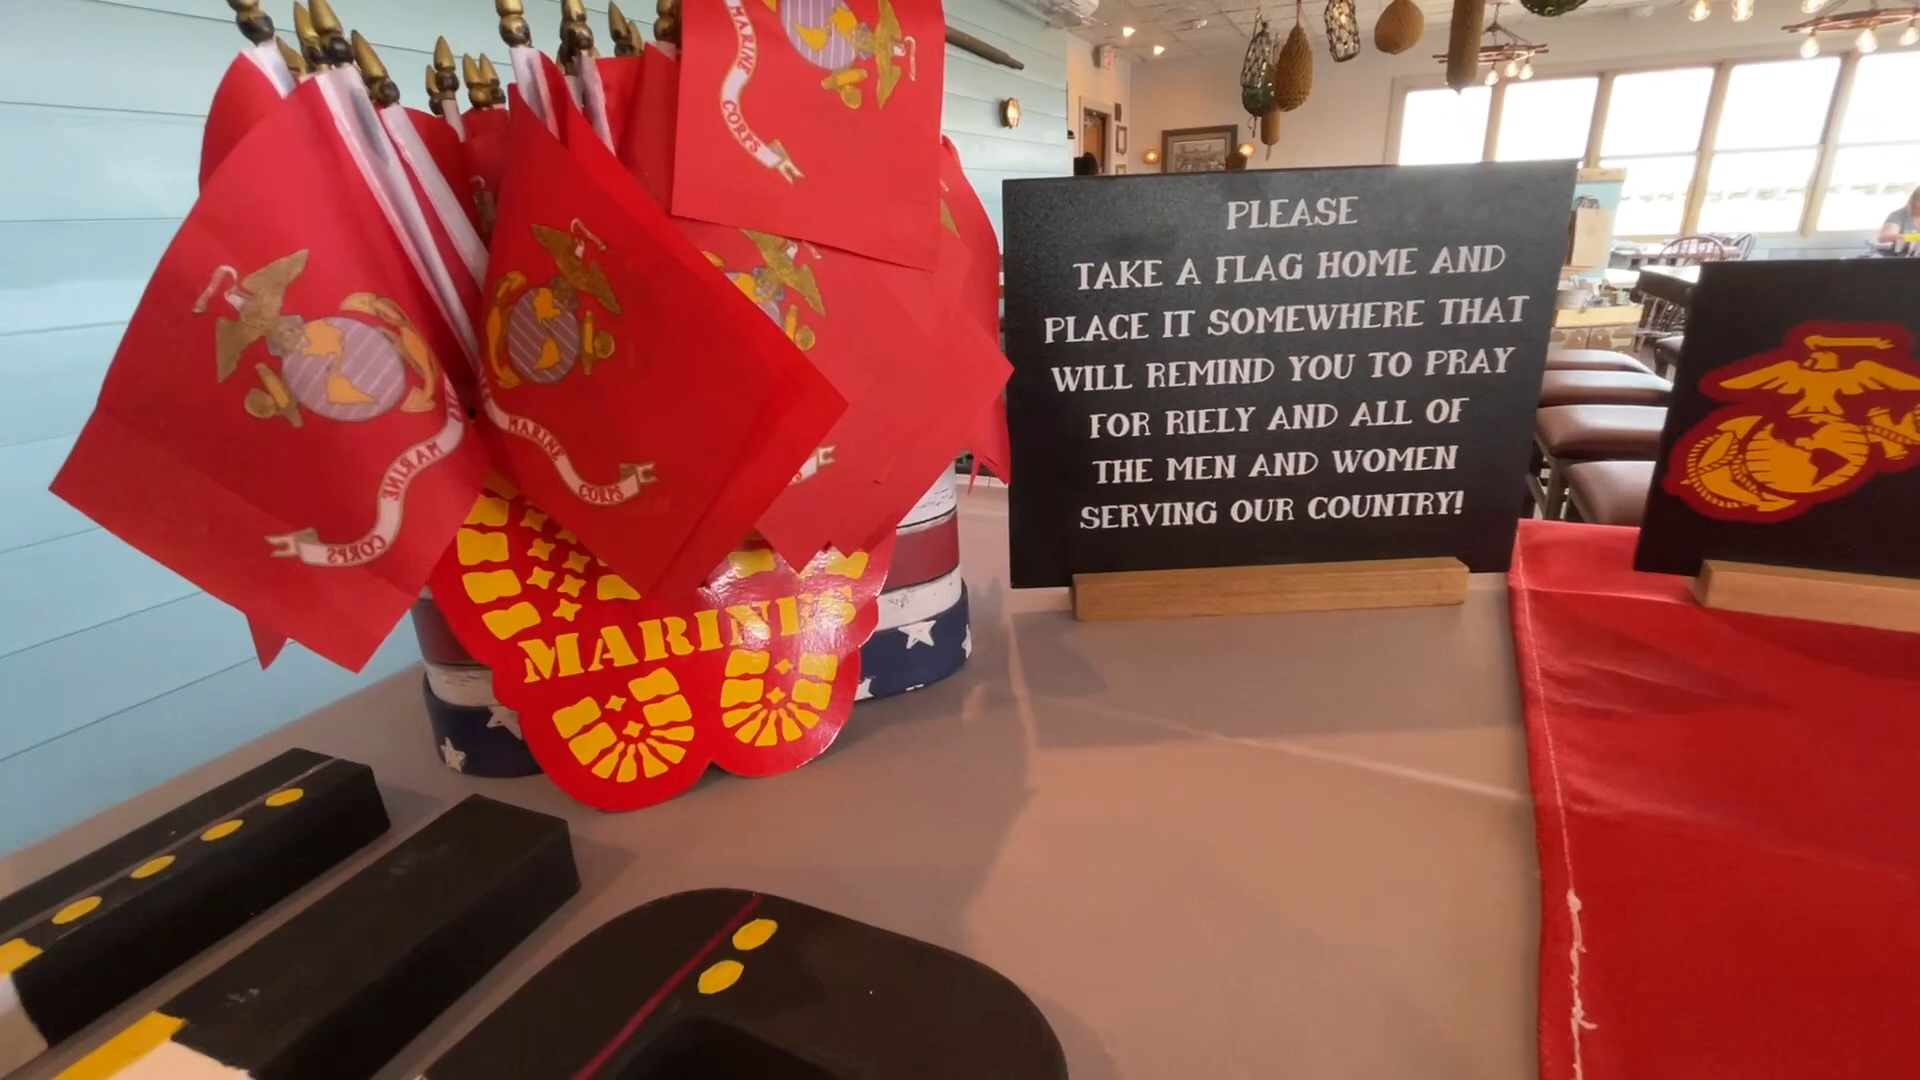 MARINE
CORPS
PLEASE
TAKE A FLAG HOME AND
PLACE IT SOMEWHERE THAT
WILL REMIND YOU TO PRAY
FOR RIELY AND ALL OF
THE MEN AND WOMEN
SERVING OUR COUNTRY!
MARINE
CORPS
MARINE
CORPS
MARINES